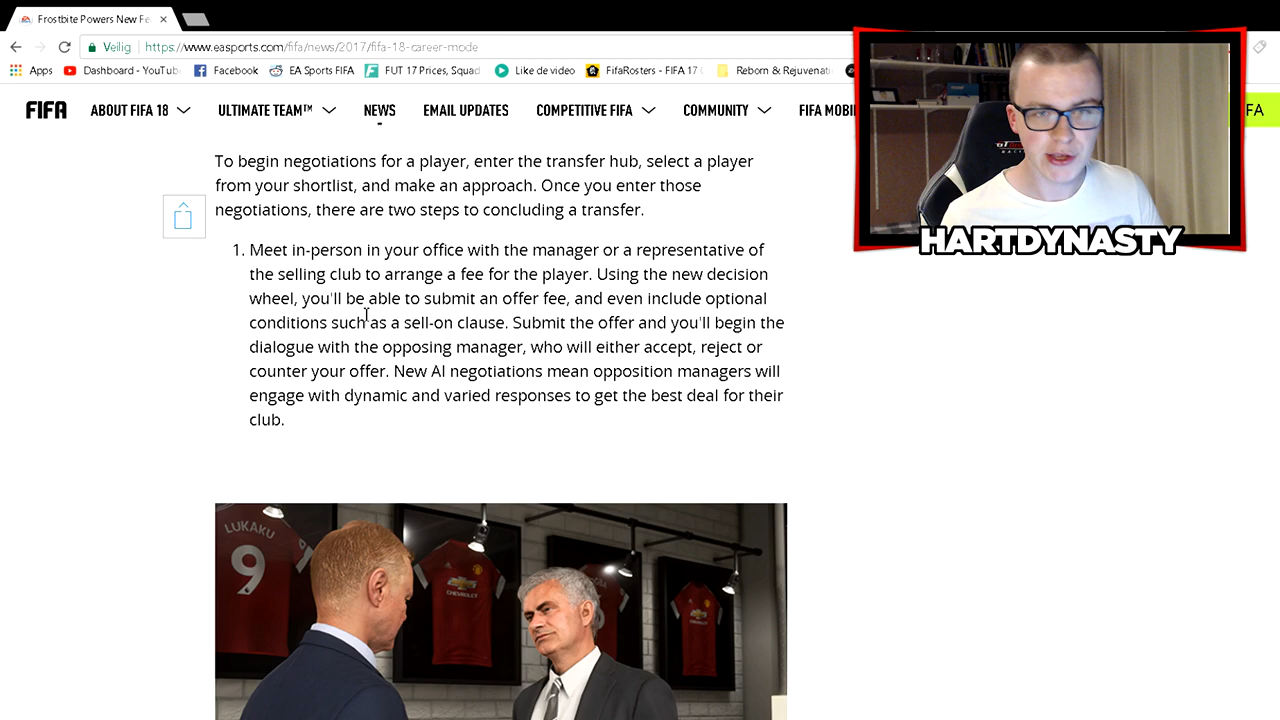 Frostbite Powers New Fe
Veilig
https://www.easports.com/fifa/news/2017/fifa-18-career-mode
Apps
Dashboard - YouTub
Facebook
EA Sports FIFA
FUT 17 Prices, Squad
Like de video
FifaRosters - FIFA 17
Reborn & Rejuvenati
FIFA
ABOUT FIFA 18
ULTIMATE TEAM™
NEWS
EMAIL UPDATES
COMPETITIVE FIFA
COMMUNITY
FIFA MOBI
FA
To begin negotiations for a player, enter the transfer hub, select a player
from your shortlist, and make an approach. Once you enter those
negotiations, there are two steps to concluding a transfer.
1. Meet in-person in your office with the manager or a representative of
the selling club to arrange a fee for the player. Using the new decision
wheel, you'll be able to submit an offer fee, and even include optional
conditions such as a sell-on clause. Submit the offer and you'll begin the
dialogue with the opposing manager, who will either accept, reject or
counter your offer. New AI negotiations mean opposition managers will
engage with dynamic and varied responses to get the best deal for their
club.
HARTDYNASTY
LUKAKU
9
CHEVROLET
CHEVROLET